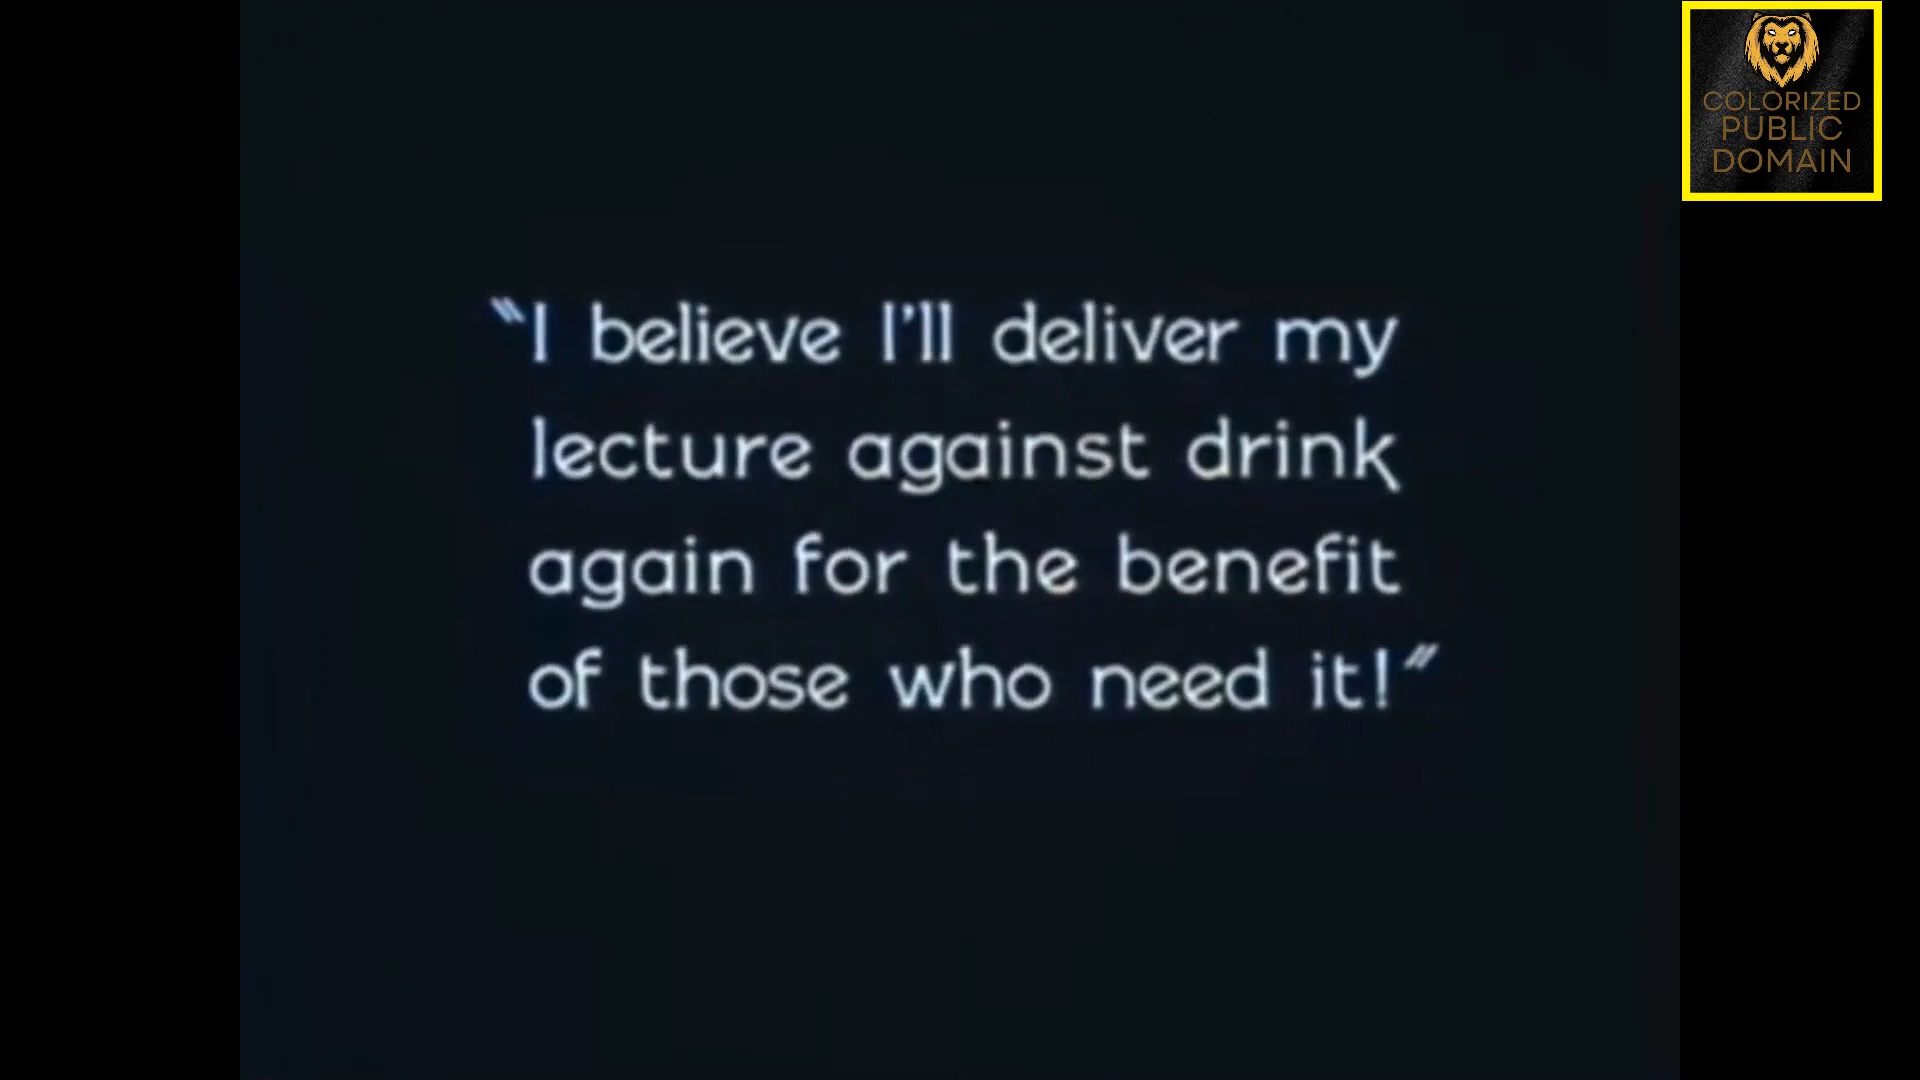 “I believe I'll deliver my
lecture against drink
again for the benefit
of those who need it!”
COLORIZED
PUBLIC
DOMAIN